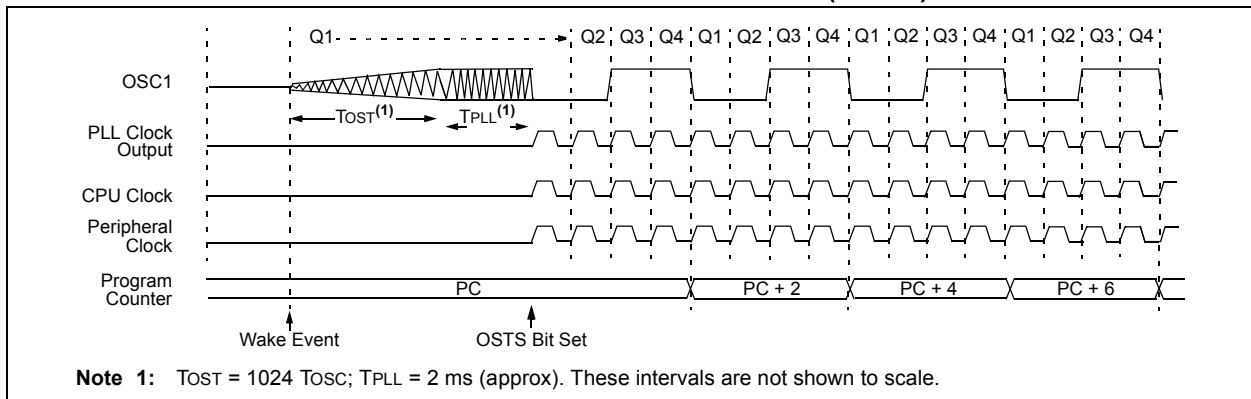 Q1 Q2 Q3 Q4 Q1 Q2 Q3 Q4 Q1 Q2 Q3 Q4 Q1 Q2 Q3 Q4
OSC1
TOST(1) TPLL(1)
PLL Clock
Output
CPU Clock
Peripheral
Clock
Program
Counter
PC PC + 2 PC + 4 PC + 6
Wake Event OSTS Bit Set
Note 1: TOST = 1024 TOSC; TPLL = 2 ms (approx). These intervals are not shown to scale.